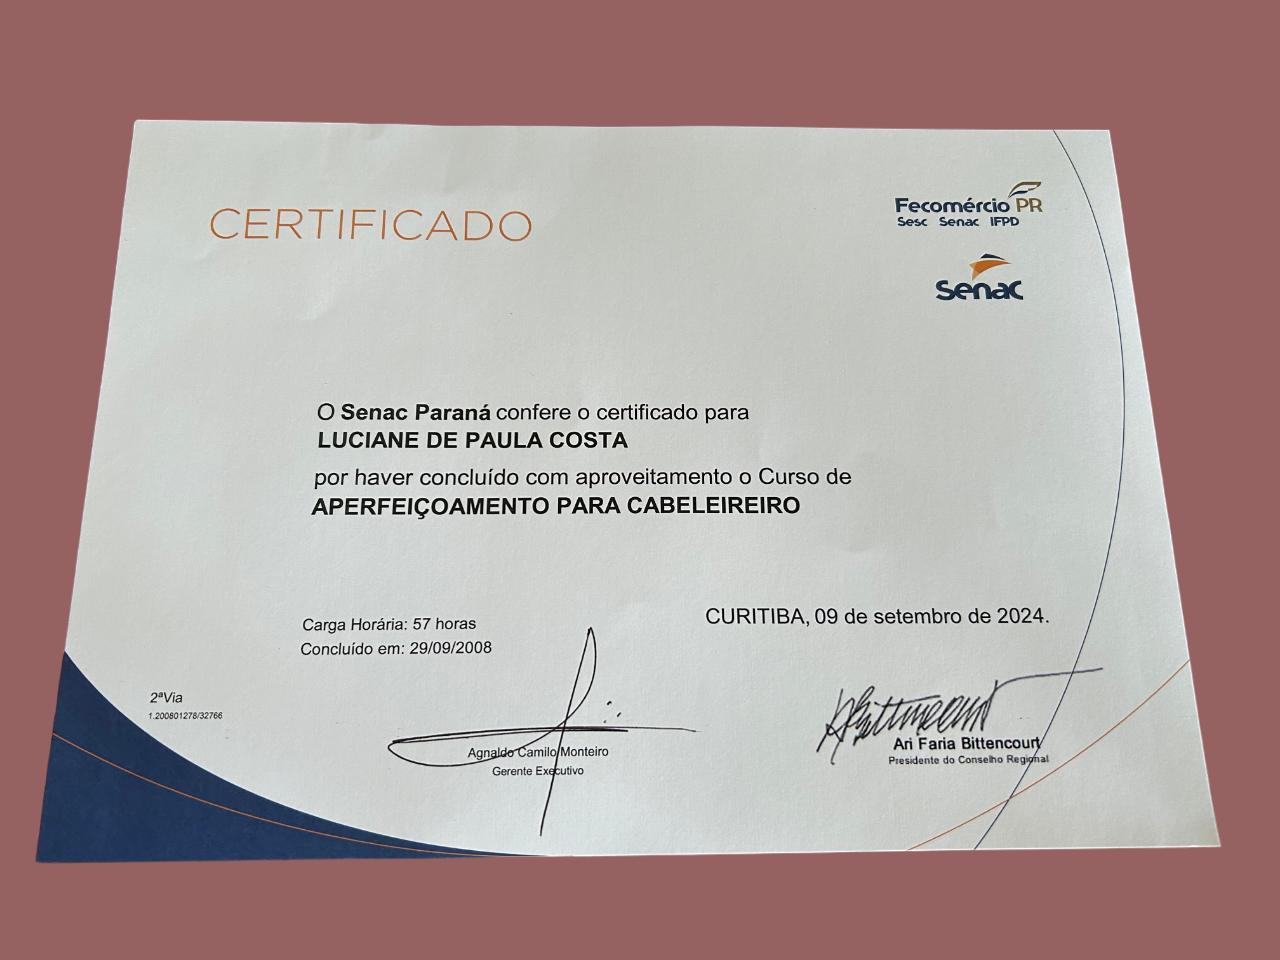 CERTIFICADO
Fecomércio PR
Sesc Senac IFPD
Senac
O Senac Paraná confere o certificado para
LUCIANE DE PAULA COSTA
por haver concluído com aproveitamento o Curso de
APERFEIÇOAMENTO PARA CABELEIREIRO
CURITIBA, 09 de setembro de 2024.
Carga Horária: 57 horas
Concluído em: 29/09/2008
2ªVia
1.200801278/32766
Agnaldo Camilo Monteiro
Gerente Executivo
Ari Faria Bittencourt
Presidente do Conselho Regional